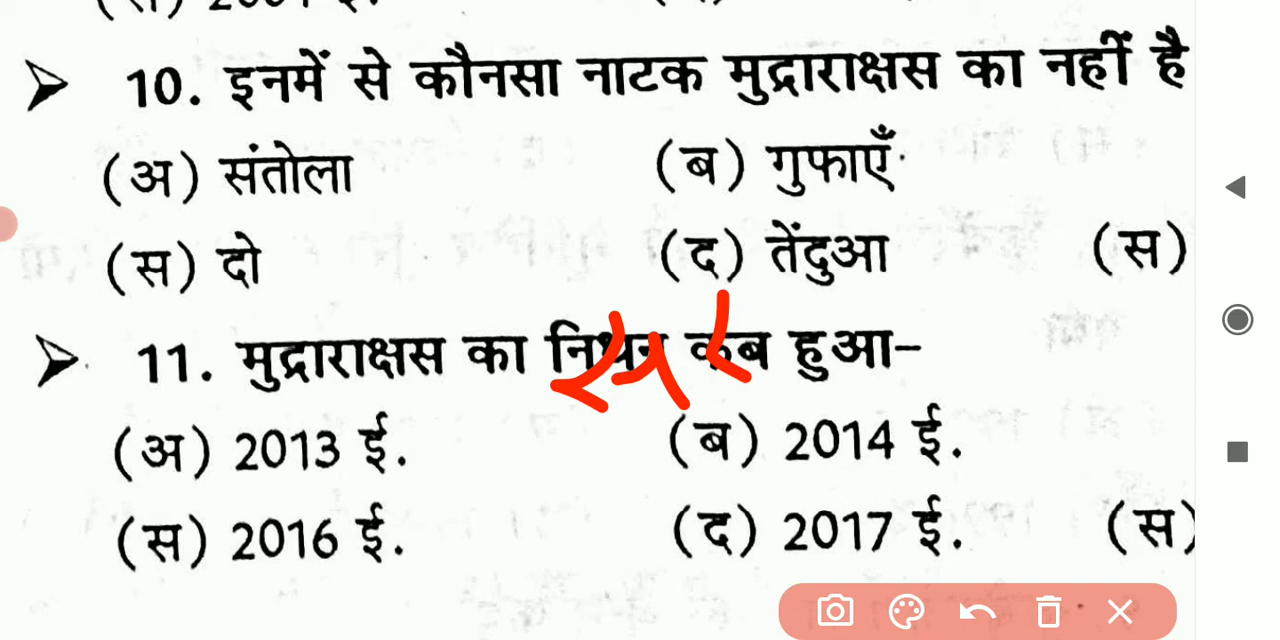 10. इनमें से कौनसा नाटक मुद्राराक्षस का नहीं है
(अ) संतोला (ब) गुफाएँ
(स) दो (द) तेंदुआ (स)
11. मुद्राराक्षस का निधन कब हुआ-
(अ) 2013 ई. (ब) 2014 ई.
(स) 2016 ई. (द) 2017 ई. (स)